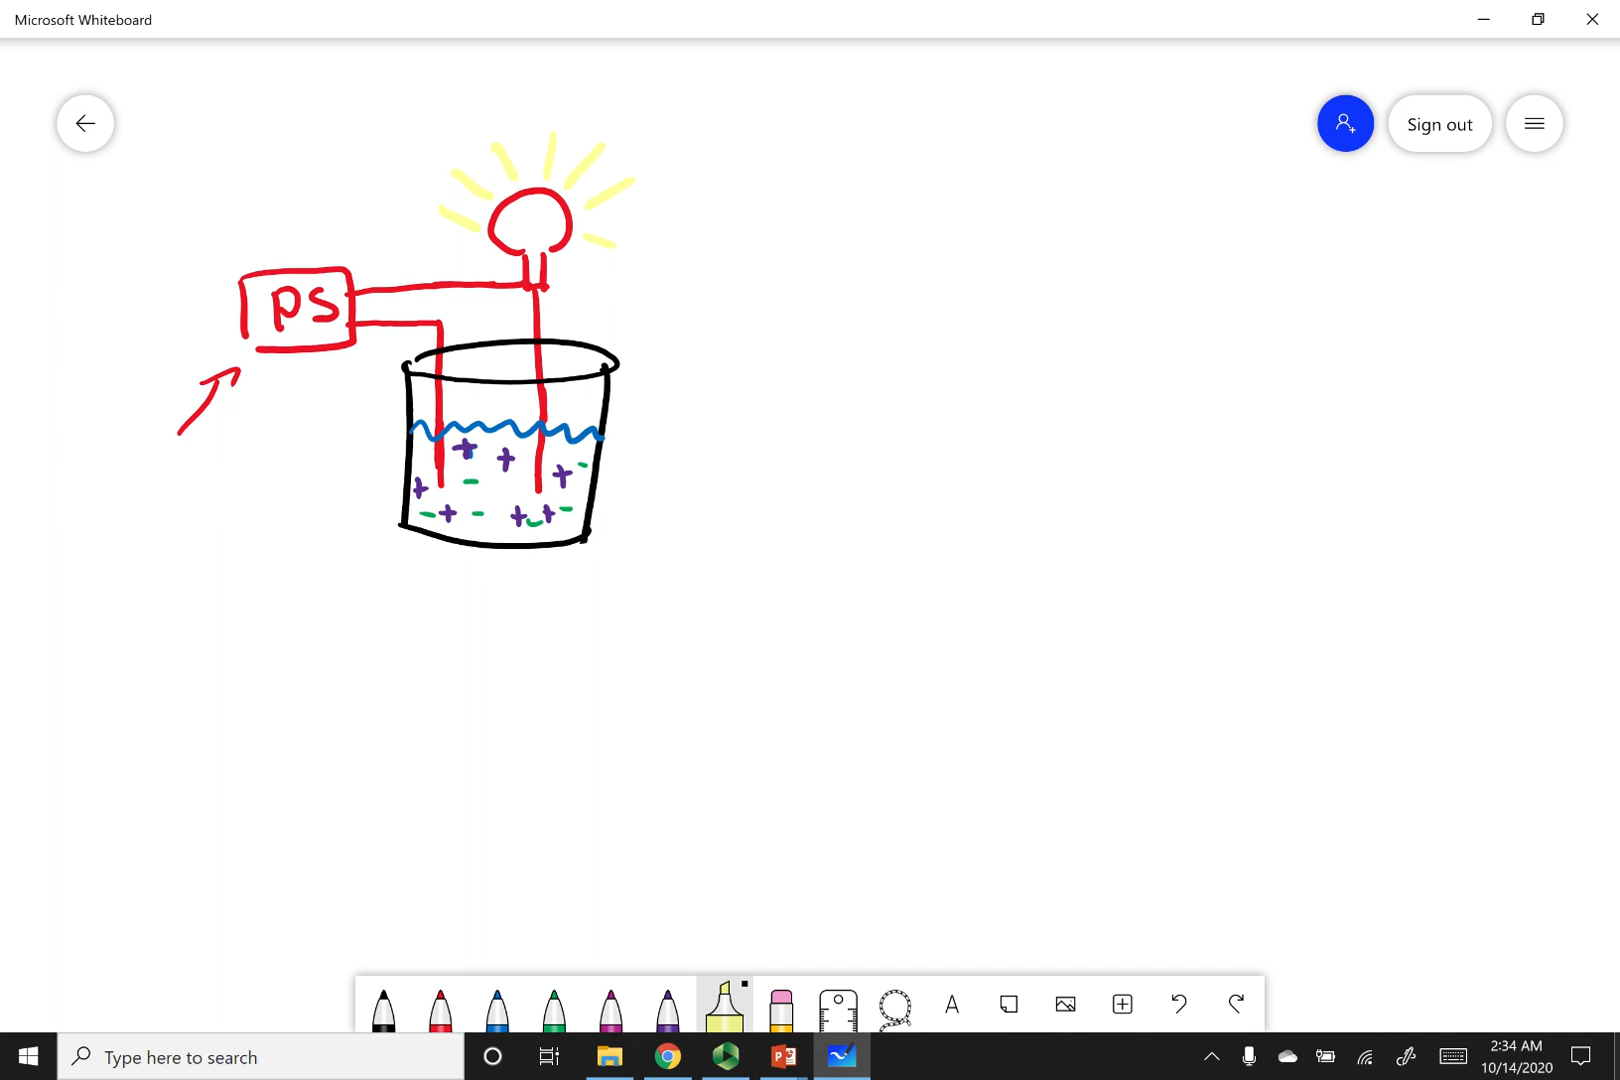 Microsoft Whiteboard
Sign out
PS
+ + + - + - +
- + - + - + -
A
Type here to search
2:34 AM
10/14/2020